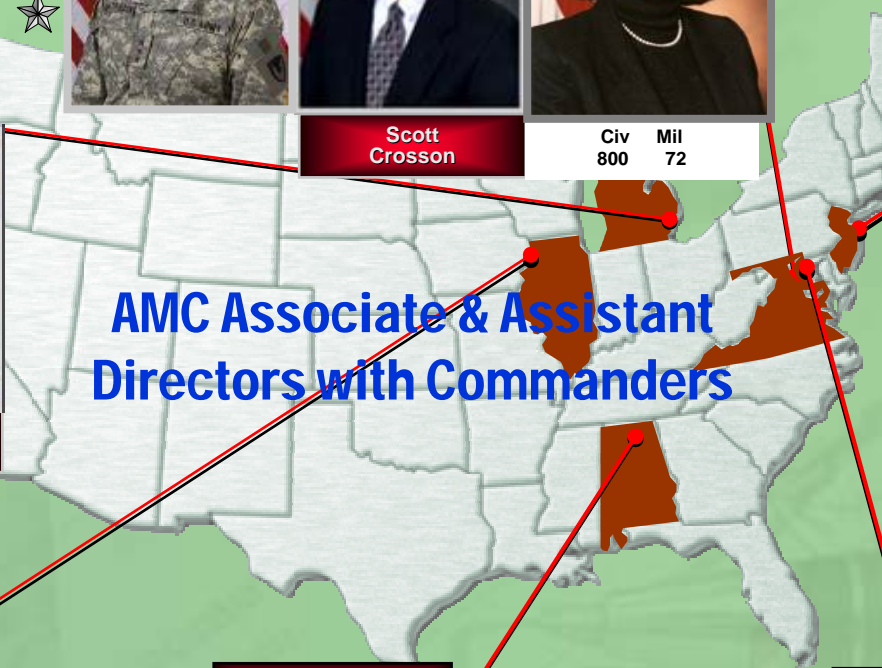 Scott
Crosson
Civ Mil
800 72
AMC Associate & Assistant
Directors with Commanders